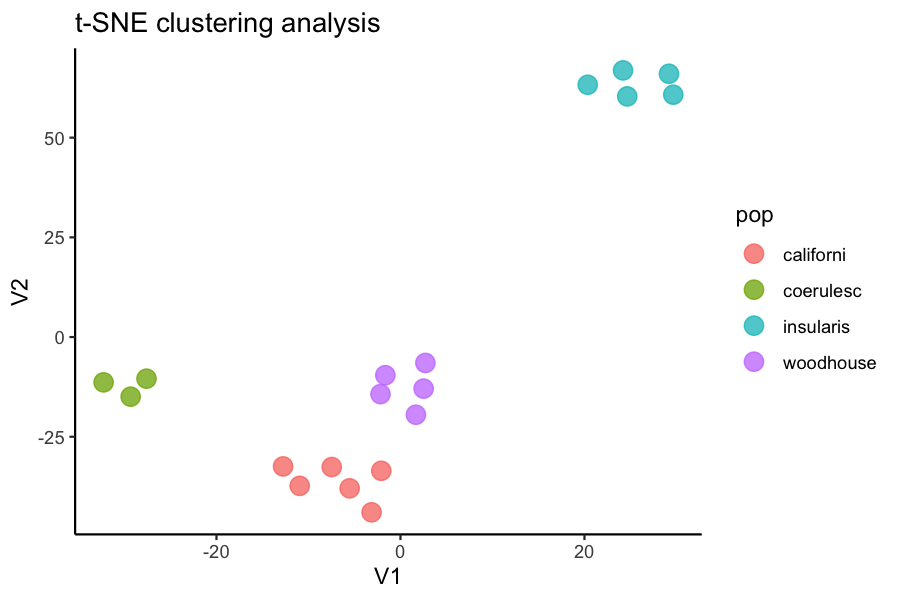 t-SNE clustering analysis
50
25
0
-25
V2
-20
0
20
V1
pop
californi
coerulesc
insularis
woodhouse